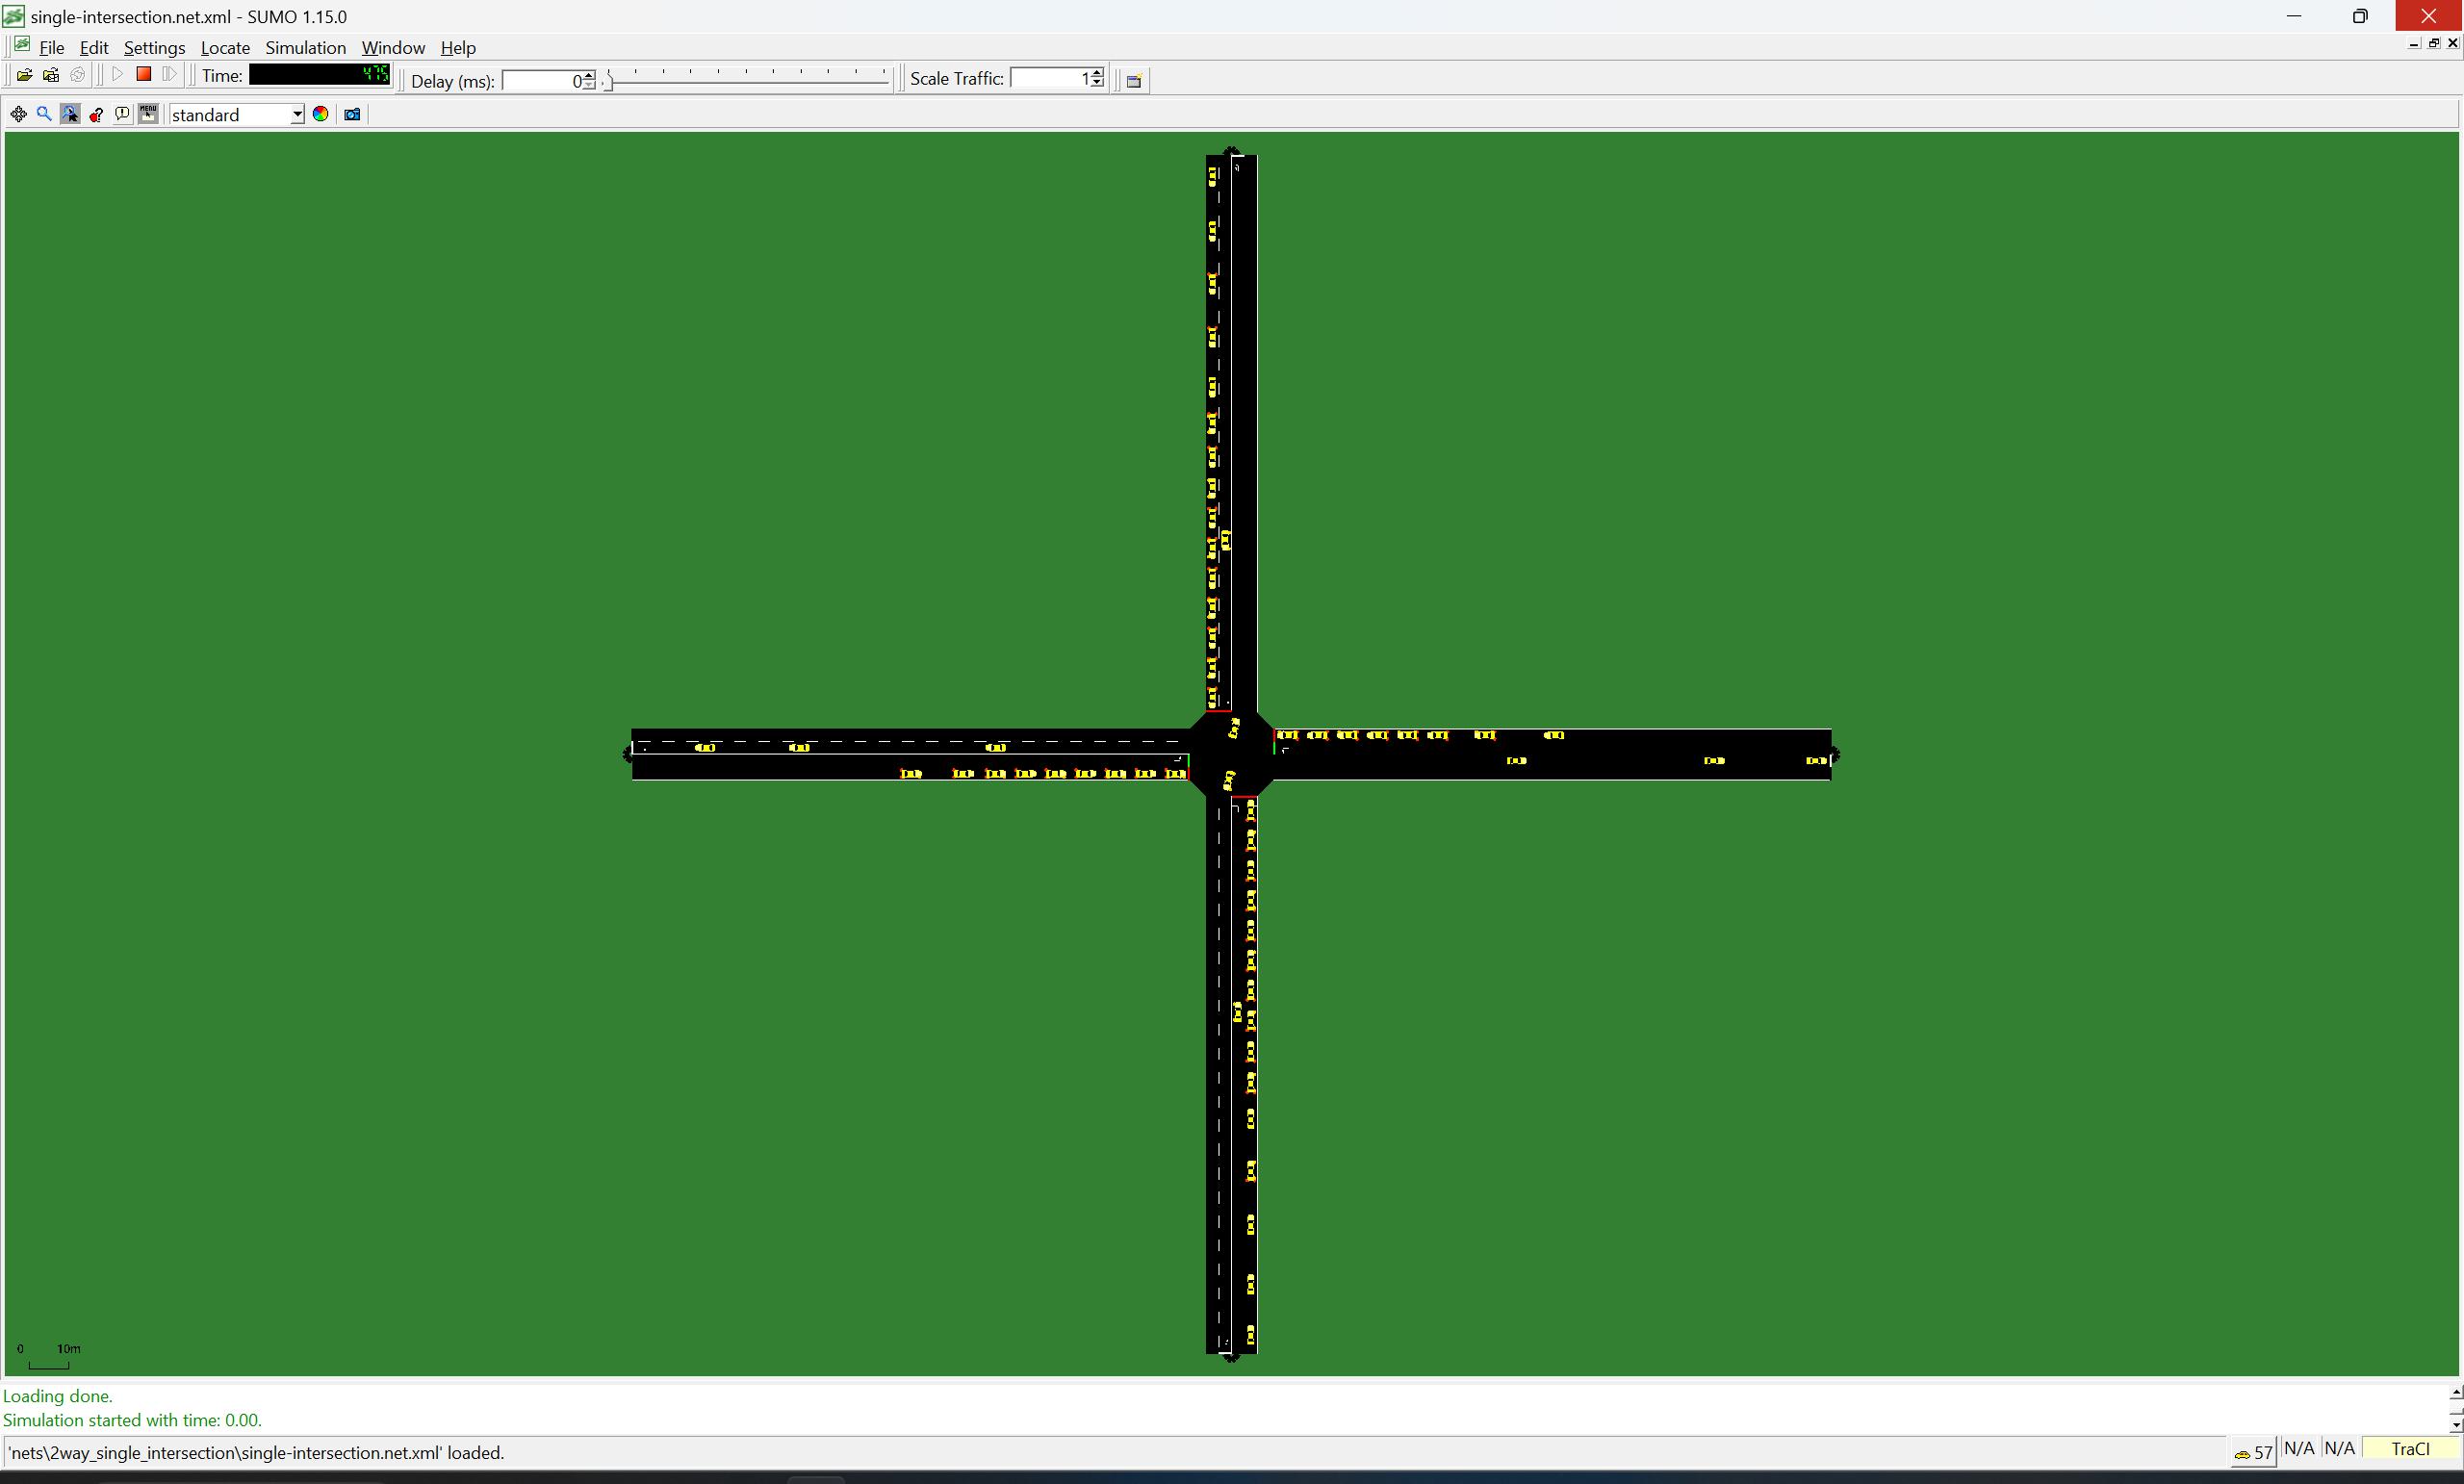 single-intersection.net.xml - SUMO 1.15.0
File Edit Settings Locate Simulation Window Help
Time: 475 Delay (ms): 0 Scale Traffic: 1
MENU standard
0 10m
Loading done.
Simulation started with time: 0.00.
'nets\2way_single_intersection\single-intersection.net.xml' loaded. 57 N/A N/A TraCI